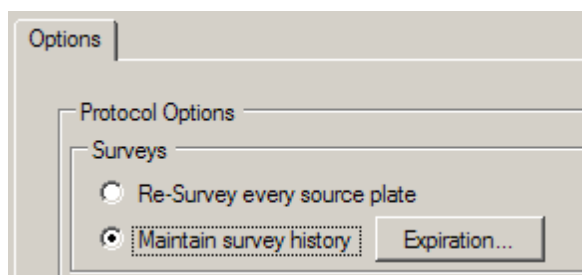 Options
Protocol Options
Surveys
Re-Survey every source plate
Maintain survey history Expiration...